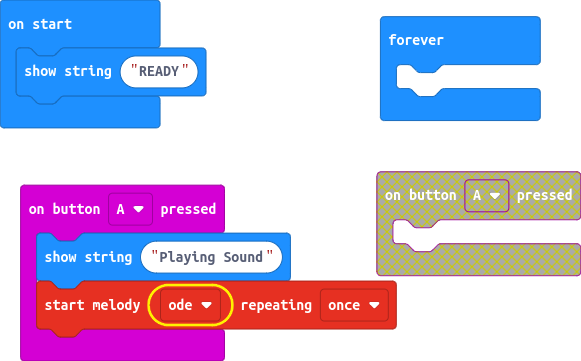 on start
show string "READY"
forever
on button A pressed
show string "Playing Sound"
start melody ode repeating once
on button A pressed